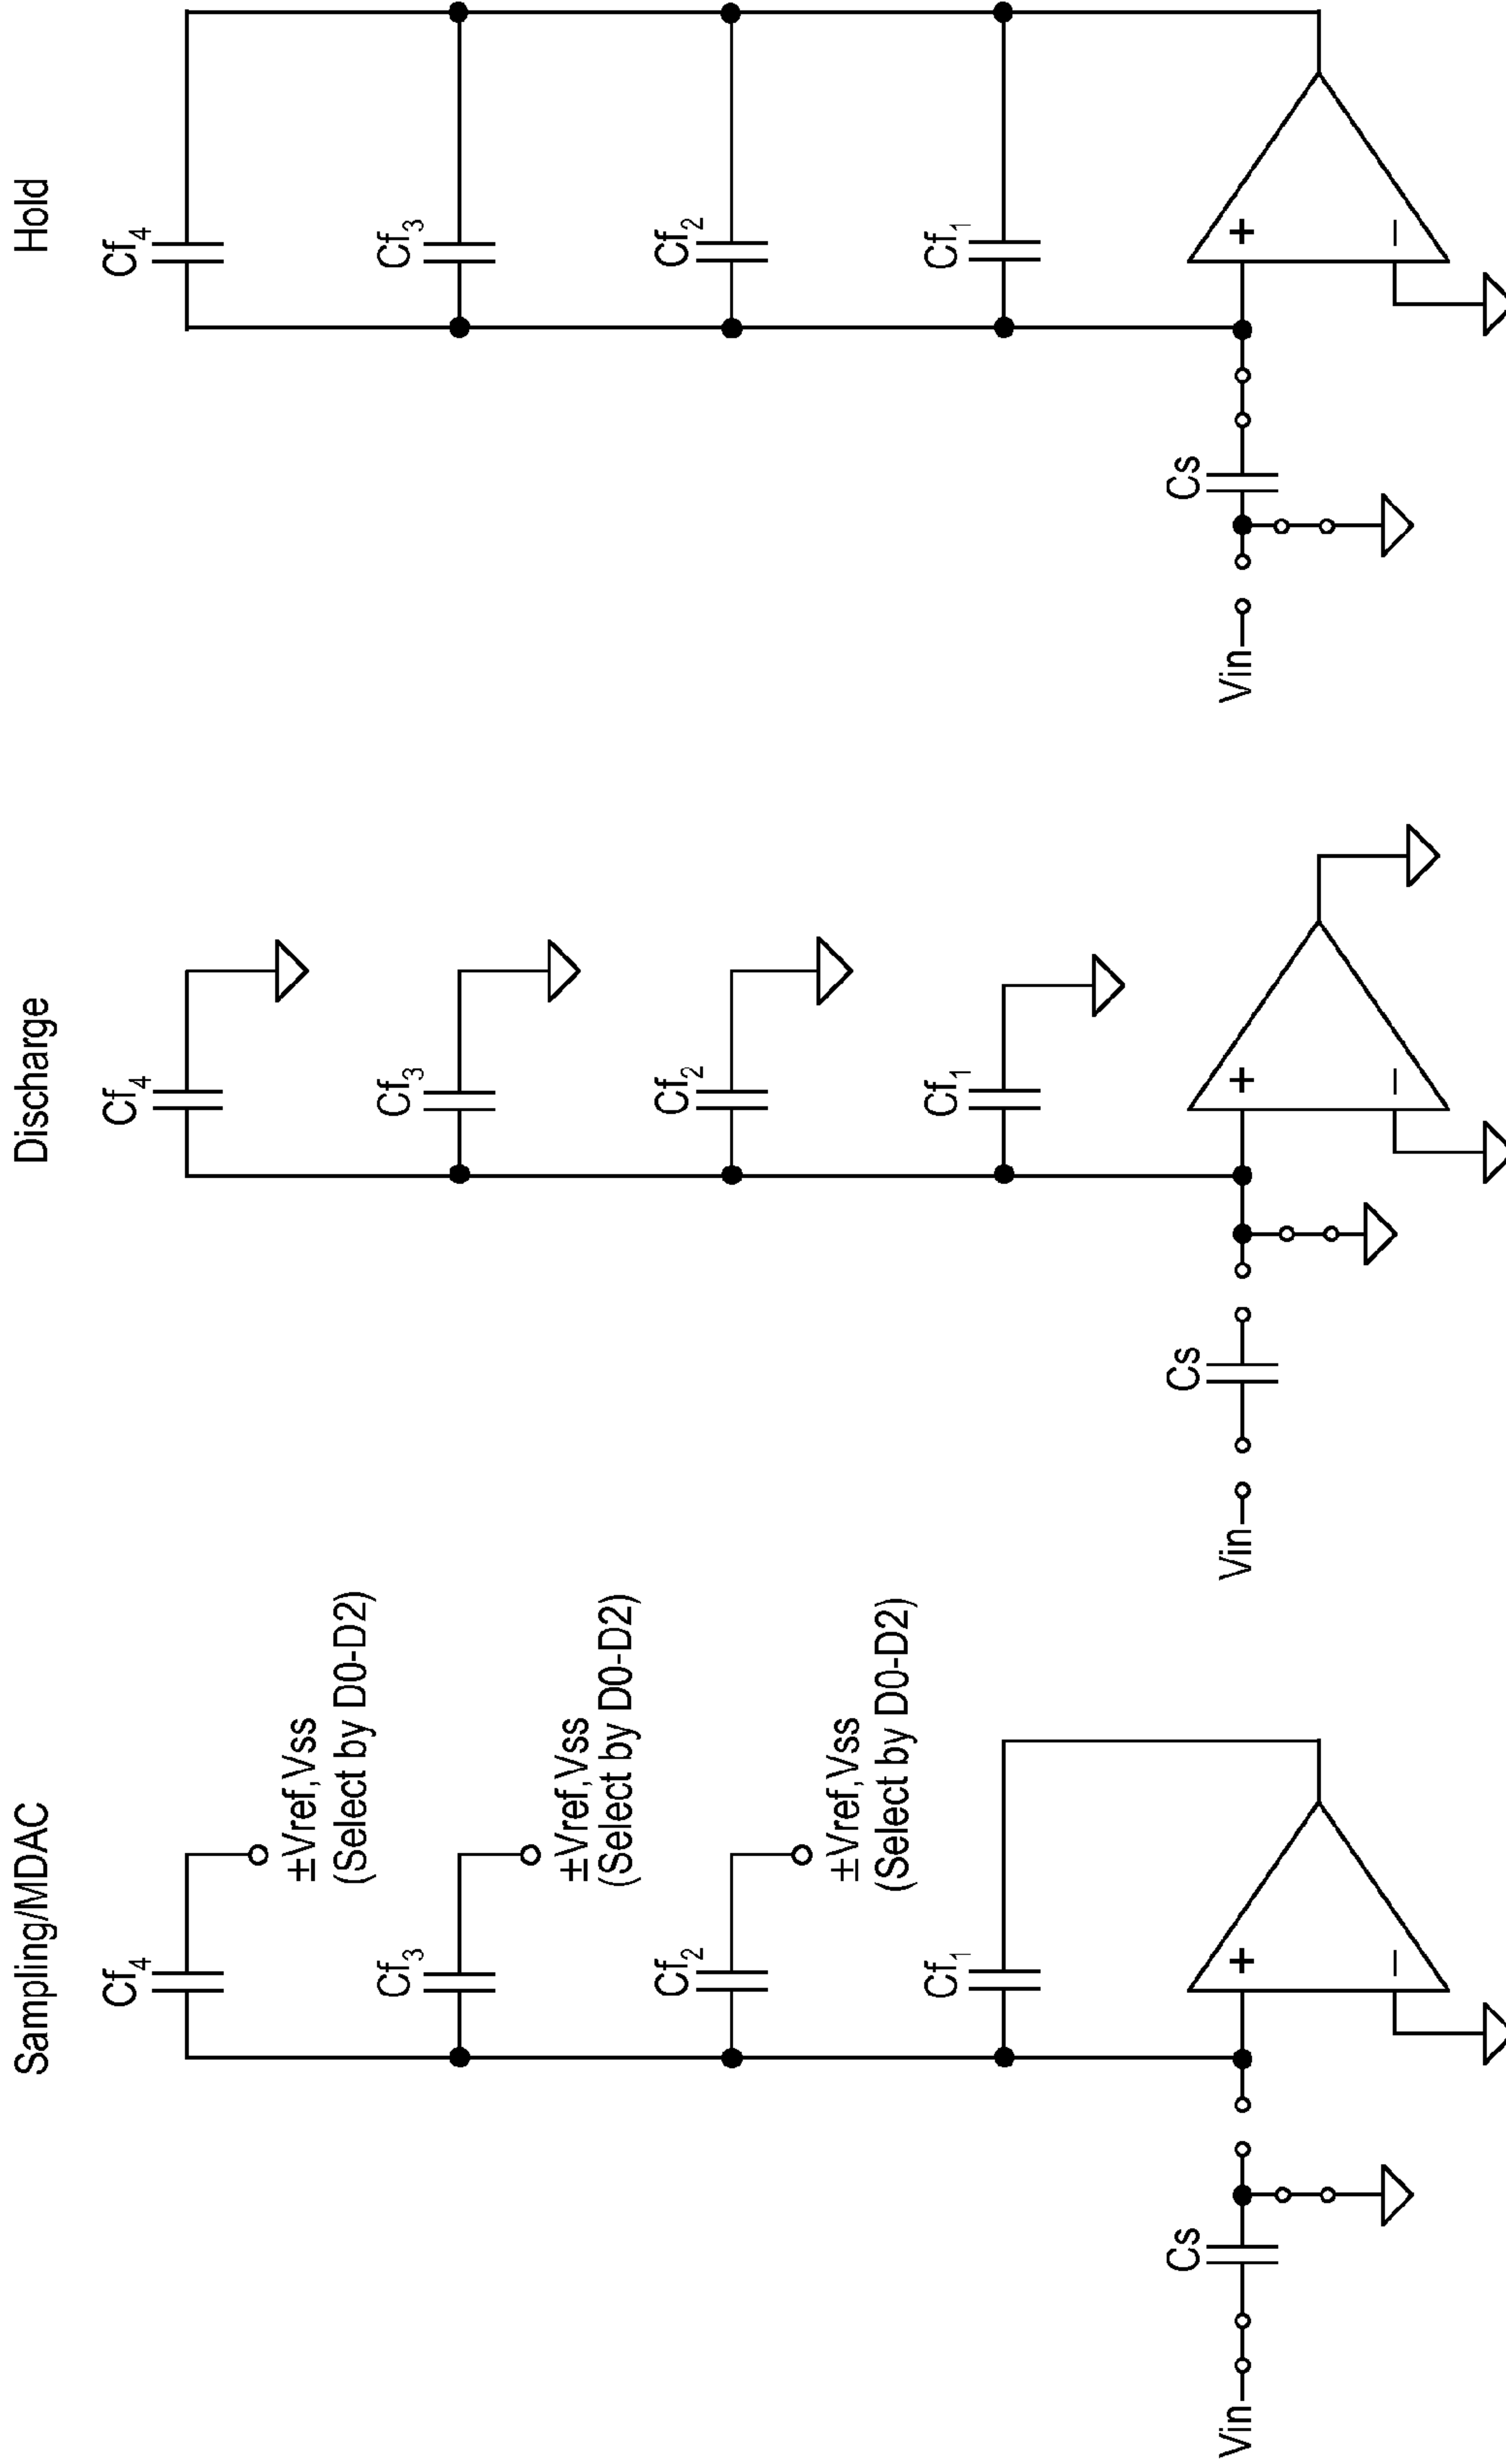 Sampling/MDAC
Cf4
±Vref,Vss
(Select by D0-D2)
Cf3
±Vref,Vss
(Select by D0-D2)
Cf2
±Vref,Vss
(Select by D0-D2)
Cf1
+
−
Cs
Vin
Discharge
Cf4
Cf3
Cf2
Cf1
+
−
Cs
Vin
Hold
Cf4
Cf3
Cf2
Cf1
+
−
Cs
Vin